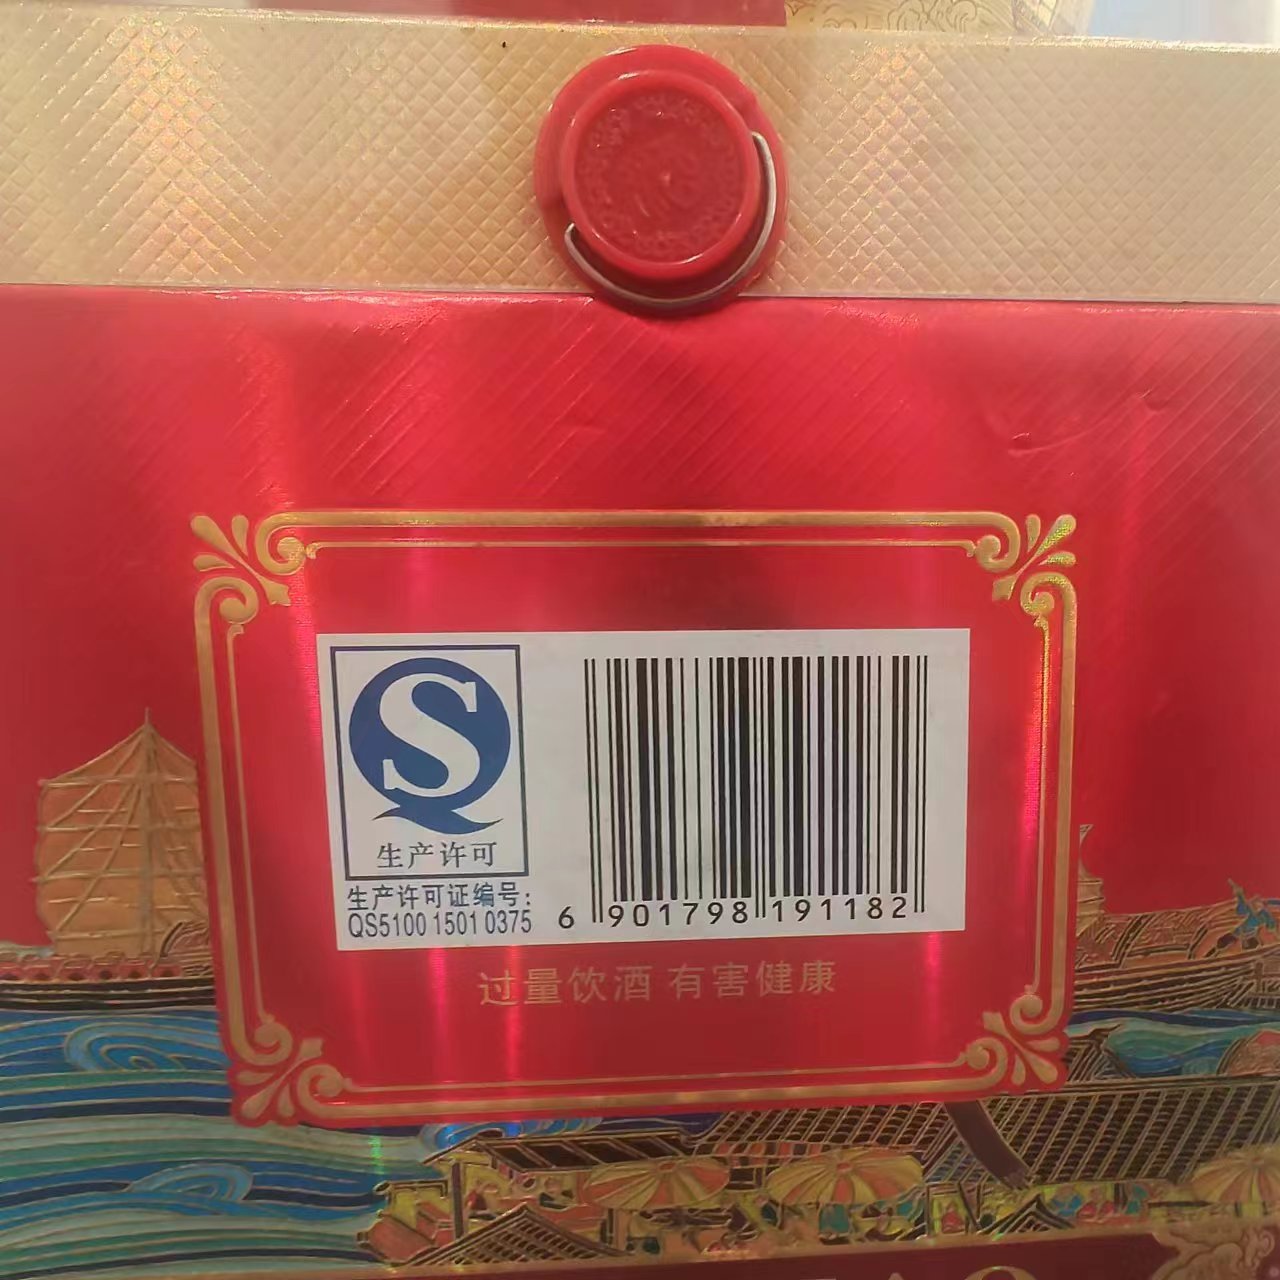 QS
生产许可
生产许可证编号:
QS5100 1501 0375
6 901798 191182
过量饮酒 有害健康